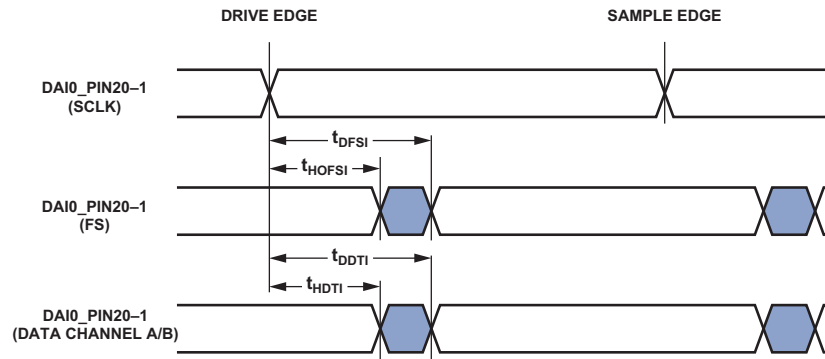 DRIVE EDGE
SAMPLE EDGE
DAI0_PIN20–1
(SCLK)
tDFSI
tHOFSI
DAI0_PIN20–1
(FS)
tDDTI
tHDTI
DAI0_PIN20–1
(DATA CHANNEL A/B)